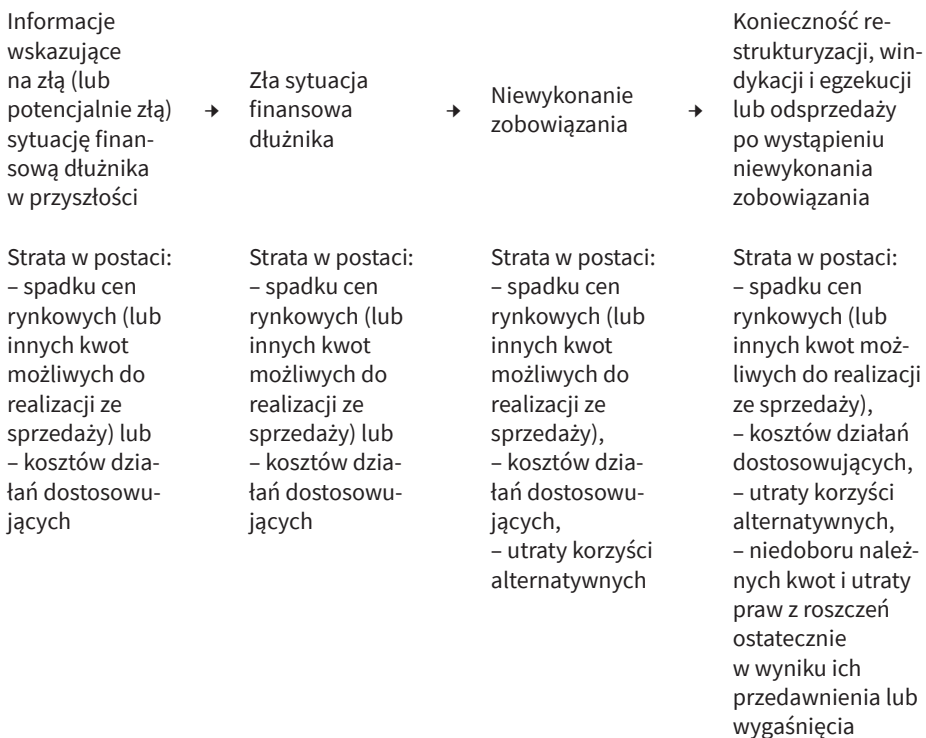 Informacje
wskazujące
na złą (lub
potencjalnie złą)
sytuację finan-
sową dłużnika
w przyszłości
→
Zła sytuacja
finansowa
dłużnika
→
Niewykonanie
zobowiązania
→
Konieczność re-
strukturyzacji, win-
dykacji i egzekucji
lub odsprzedaży
po wystąpieniu
niewykonania
zobowiązania
Strata w postaci:
– spadku cen
rynkowych (lub
innych kwot
możliwych do
realizacji ze
sprzedaży) lub
– kosztów dzia-
łań dostosowu-
jących
Strata w postaci:
– spadku cen
rynkowych (lub
innych kwot
możliwych do
realizacji ze
sprzedaży) lub
– kosztów dzia-
łań dostosowu-
jących
Strata w postaci:
– spadku cen
rynkowych (lub
innych kwot
możliwych do
realizacji ze
sprzedaży),
– kosztów dzia-
łań dostosowu-
jących,
– utraty korzyści
alternatywnych
Strata w postaci:
– spadku cen
rynkowych (lub
innych kwot moż-
liwych do realizacji
ze sprzedaży),
– kosztów działań
dostosowujących,
– utraty korzyści
alternatywnych,
– niedoboru należ-
nych kwot i utraty
praw z roszczeń
ostatecznie
w wyniku ich
przedawnienia lub
wygaśnięcia